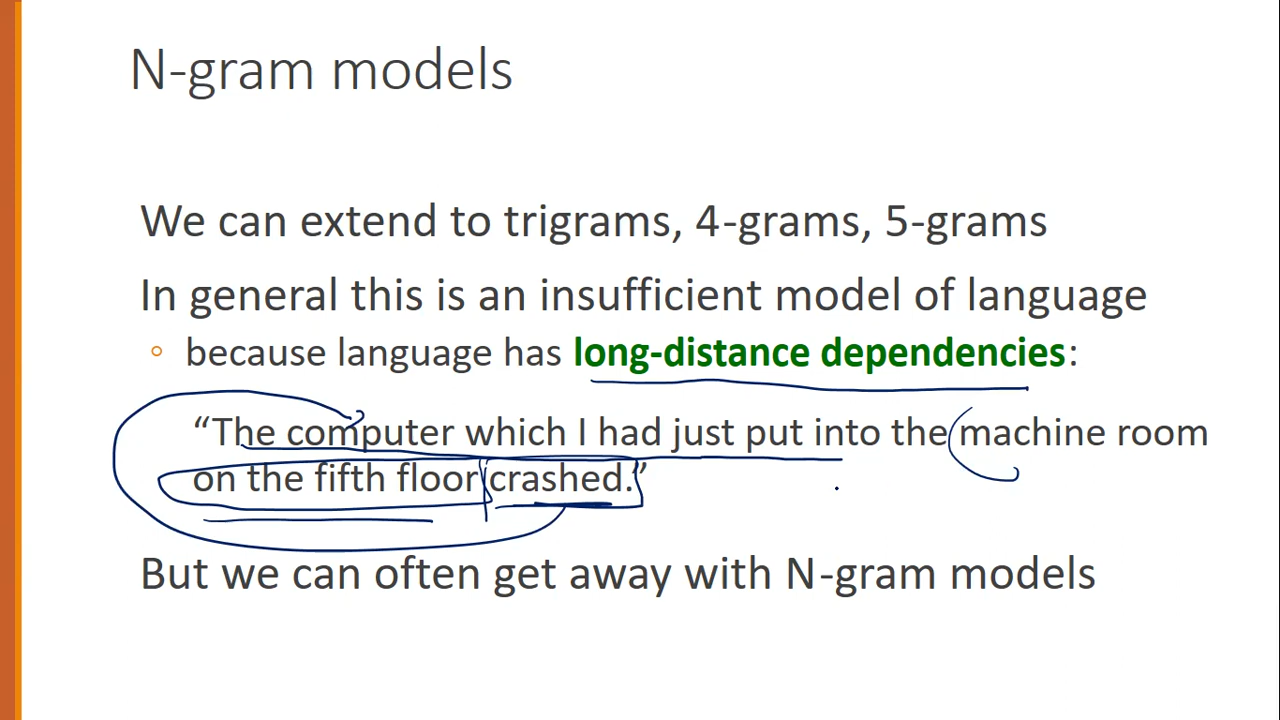 N-gram models
We can extend to trigrams, 4-grams, 5-grams
In general this is an insufficient model of language
◦ because language has long-distance dependencies:
“The computer which I had just put into the machine room
on the fifth floor crashed.”
But we can often get away with N-gram models